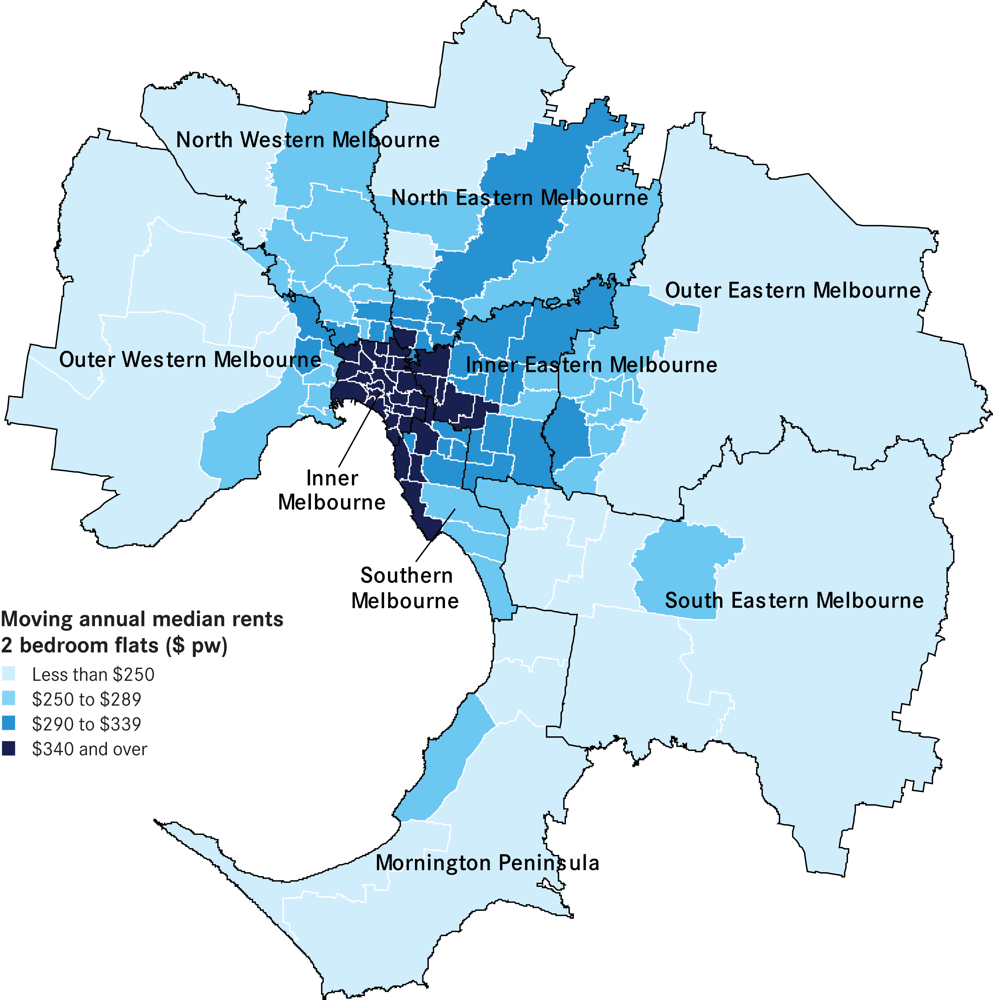 North Western Melbourne
North Eastern Melbourne
Outer Eastern Melbourne
Outer Western Melbourne
Inner Eastern Melbourne
Inner
Melbourne
Southern
Melbourne
South Eastern Melbourne
Moving annual median rents
2 bedroom flats ($ pw)
Less than $250
$250 to $289
$290 to $339
$340 and over
Mornington Peninsula